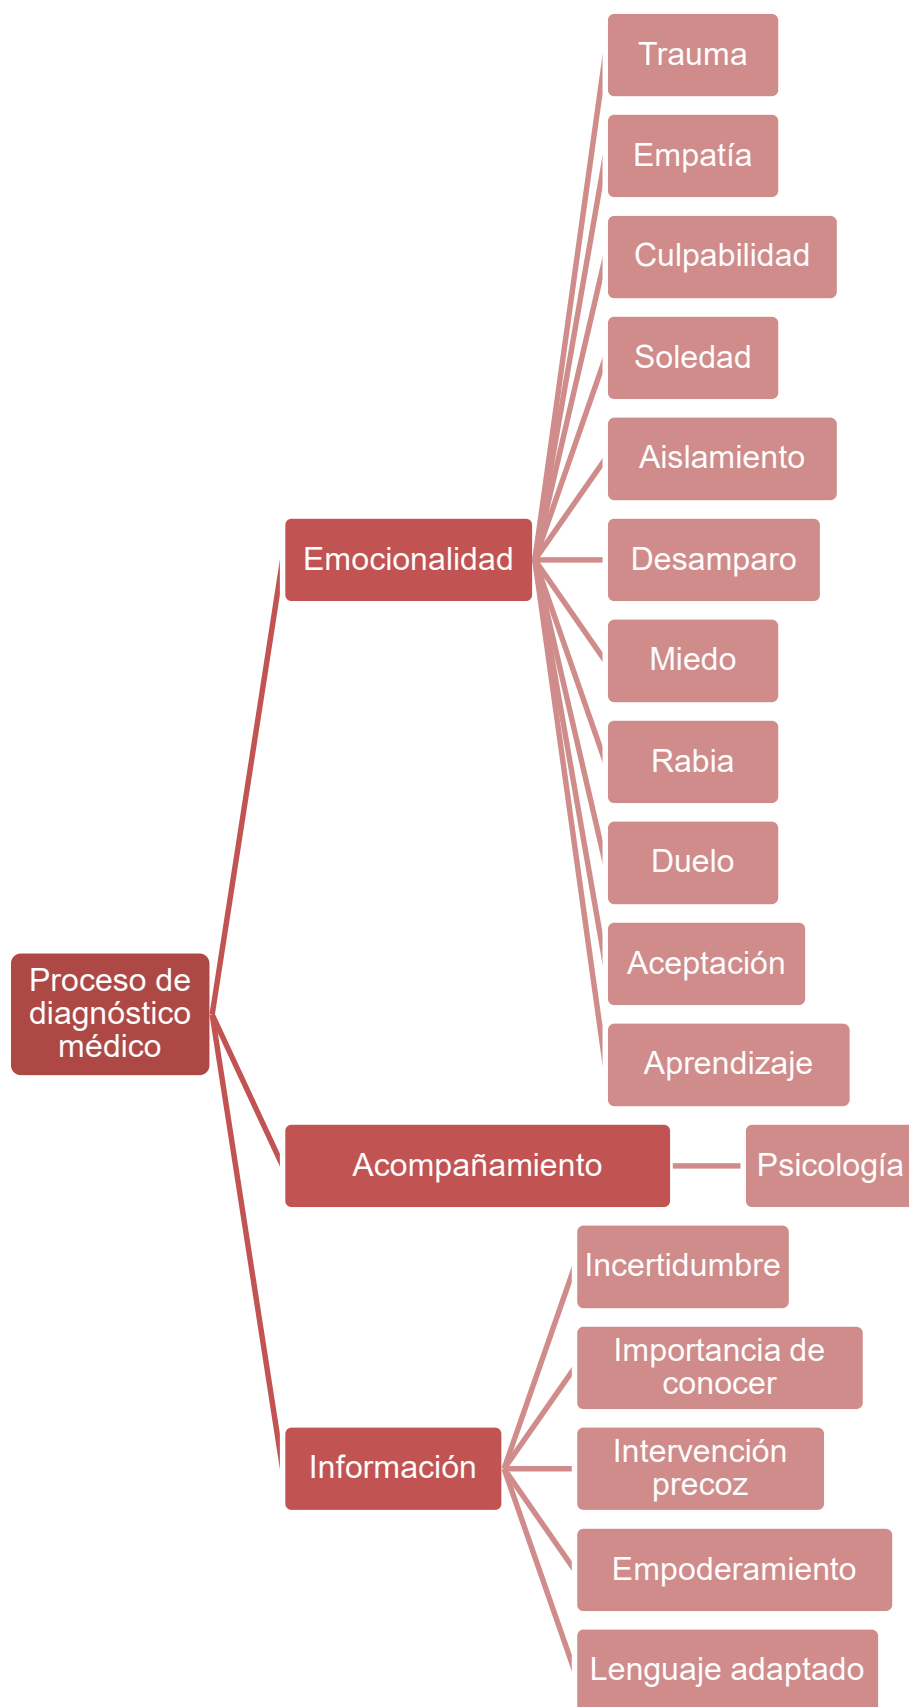 Trauma
Empatía
Culpabilidad
Soledad
Aislamiento
Emocionalidad
Desamparo
Miedo
Rabia
Duelo
Proceso de
diagnóstico
médico
Aceptación
Aprendizaje
Acompañamiento
Psicología
Incertidumbre
Importancia de
conocer
Información
Intervención
precoz
Empoderamiento
Lenguaje adaptado